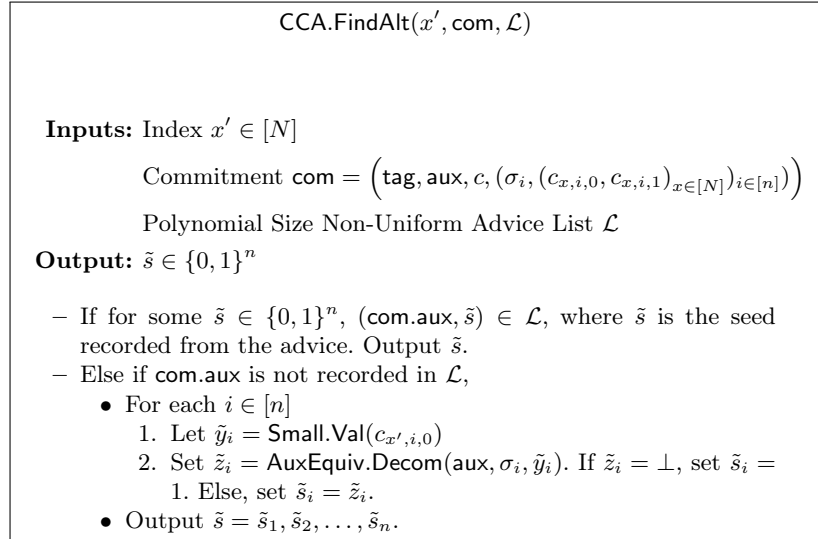 CCA.FindAlt(x′, com, ℒ)
Inputs: Index x′ ∈ [N]
Commitment com = (tag, aux, c, (σ_i, (c_{x,i,0}, c_{x,i,1})_{x∈[N]})_{i∈[n]}))
Polynomial Size Non-Uniform Advice List ℒ
Output: s̃ ∈ {0, 1}^n
– If for some s̃ ∈ {0, 1}^n, (com.aux, s̃) ∈ ℒ, where s̃ is the seed
recorded from the advice. Output s̃.
– Else if com.aux is not recorded in ℒ,
• For each i ∈ [n]
1. Let ỹ_i = Small.Val(c_{x′,i,0})
2. Set z̃_i = AuxEquiv.Decom(aux, σ_i, ỹ_i). If z̃_i = ⊥, set s̃_i =
1. Else, set s̃_i = z̃_i.
• Output s̃ = s̃_1, s̃_2, . . . , s̃_n.